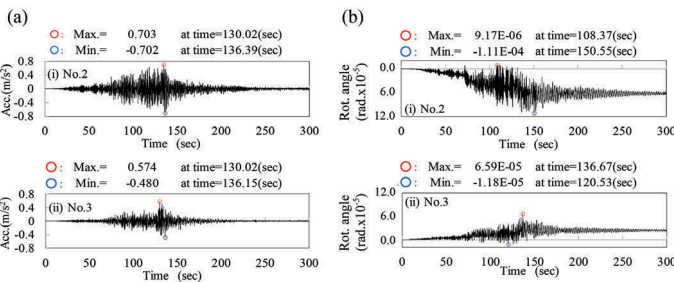 (a)
Max.= 0.703 at time=130.02(sec)
Min.= -0.702 at time=136.39(sec)
Acc.(m/s²)
0.8
0.4
0
-0.4
-0.8
(i) No.2
0 50 100 150 200 250 300
Time (sec)
Max.= 0.574 at time=130.02(sec)
Min.= -0.480 at time=136.15(sec)
Acc.(m/s²)
0.8
0.4
0
-0.4
-0.8
(ii) No.3
0 50 100 150 200 250 300
Time (sec)
(b)
Max.= 9.17E-06 at time=108.37(sec)
Min.= -1.11E-04 at time=150.55(sec)
Rot. angle
(rad.x10⁻⁵)
0.0
6.0
12.0
(i) No.2
0 50 100 150 200 250 300
Time (sec)
Max.= 6.59E-05 at time=136.67(sec)
Min.= -1.18E-05 at time=120.53(sec)
Rot. angle
(rad.x10⁻⁵)
12.0
6.0
0.0
(ii) No.3
0 50 100 150 200 250 300
Time (sec)